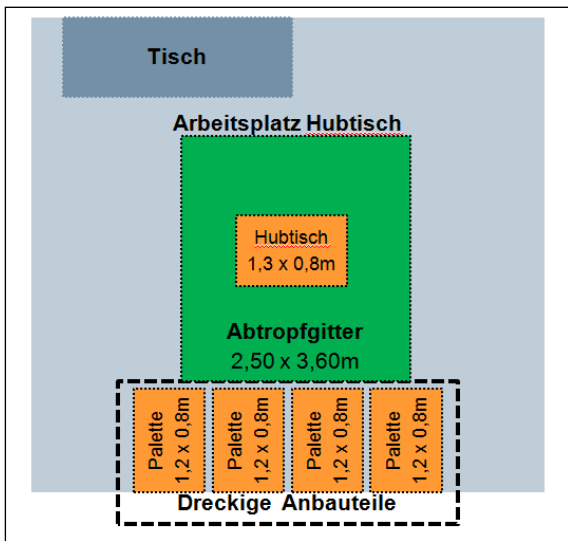 Tisch
Arbeitsplatz Hubtisch
Hubtisch
1,3 x 0,8m
Abtropfgitter
2,50 x 3,60m
Palette
1,2 x 0,8m
Palette
1,2 x 0,8m
Palette
1,2 x 0,8m
Palette
1,2 x 0,8m
Dreckige Anbauteile